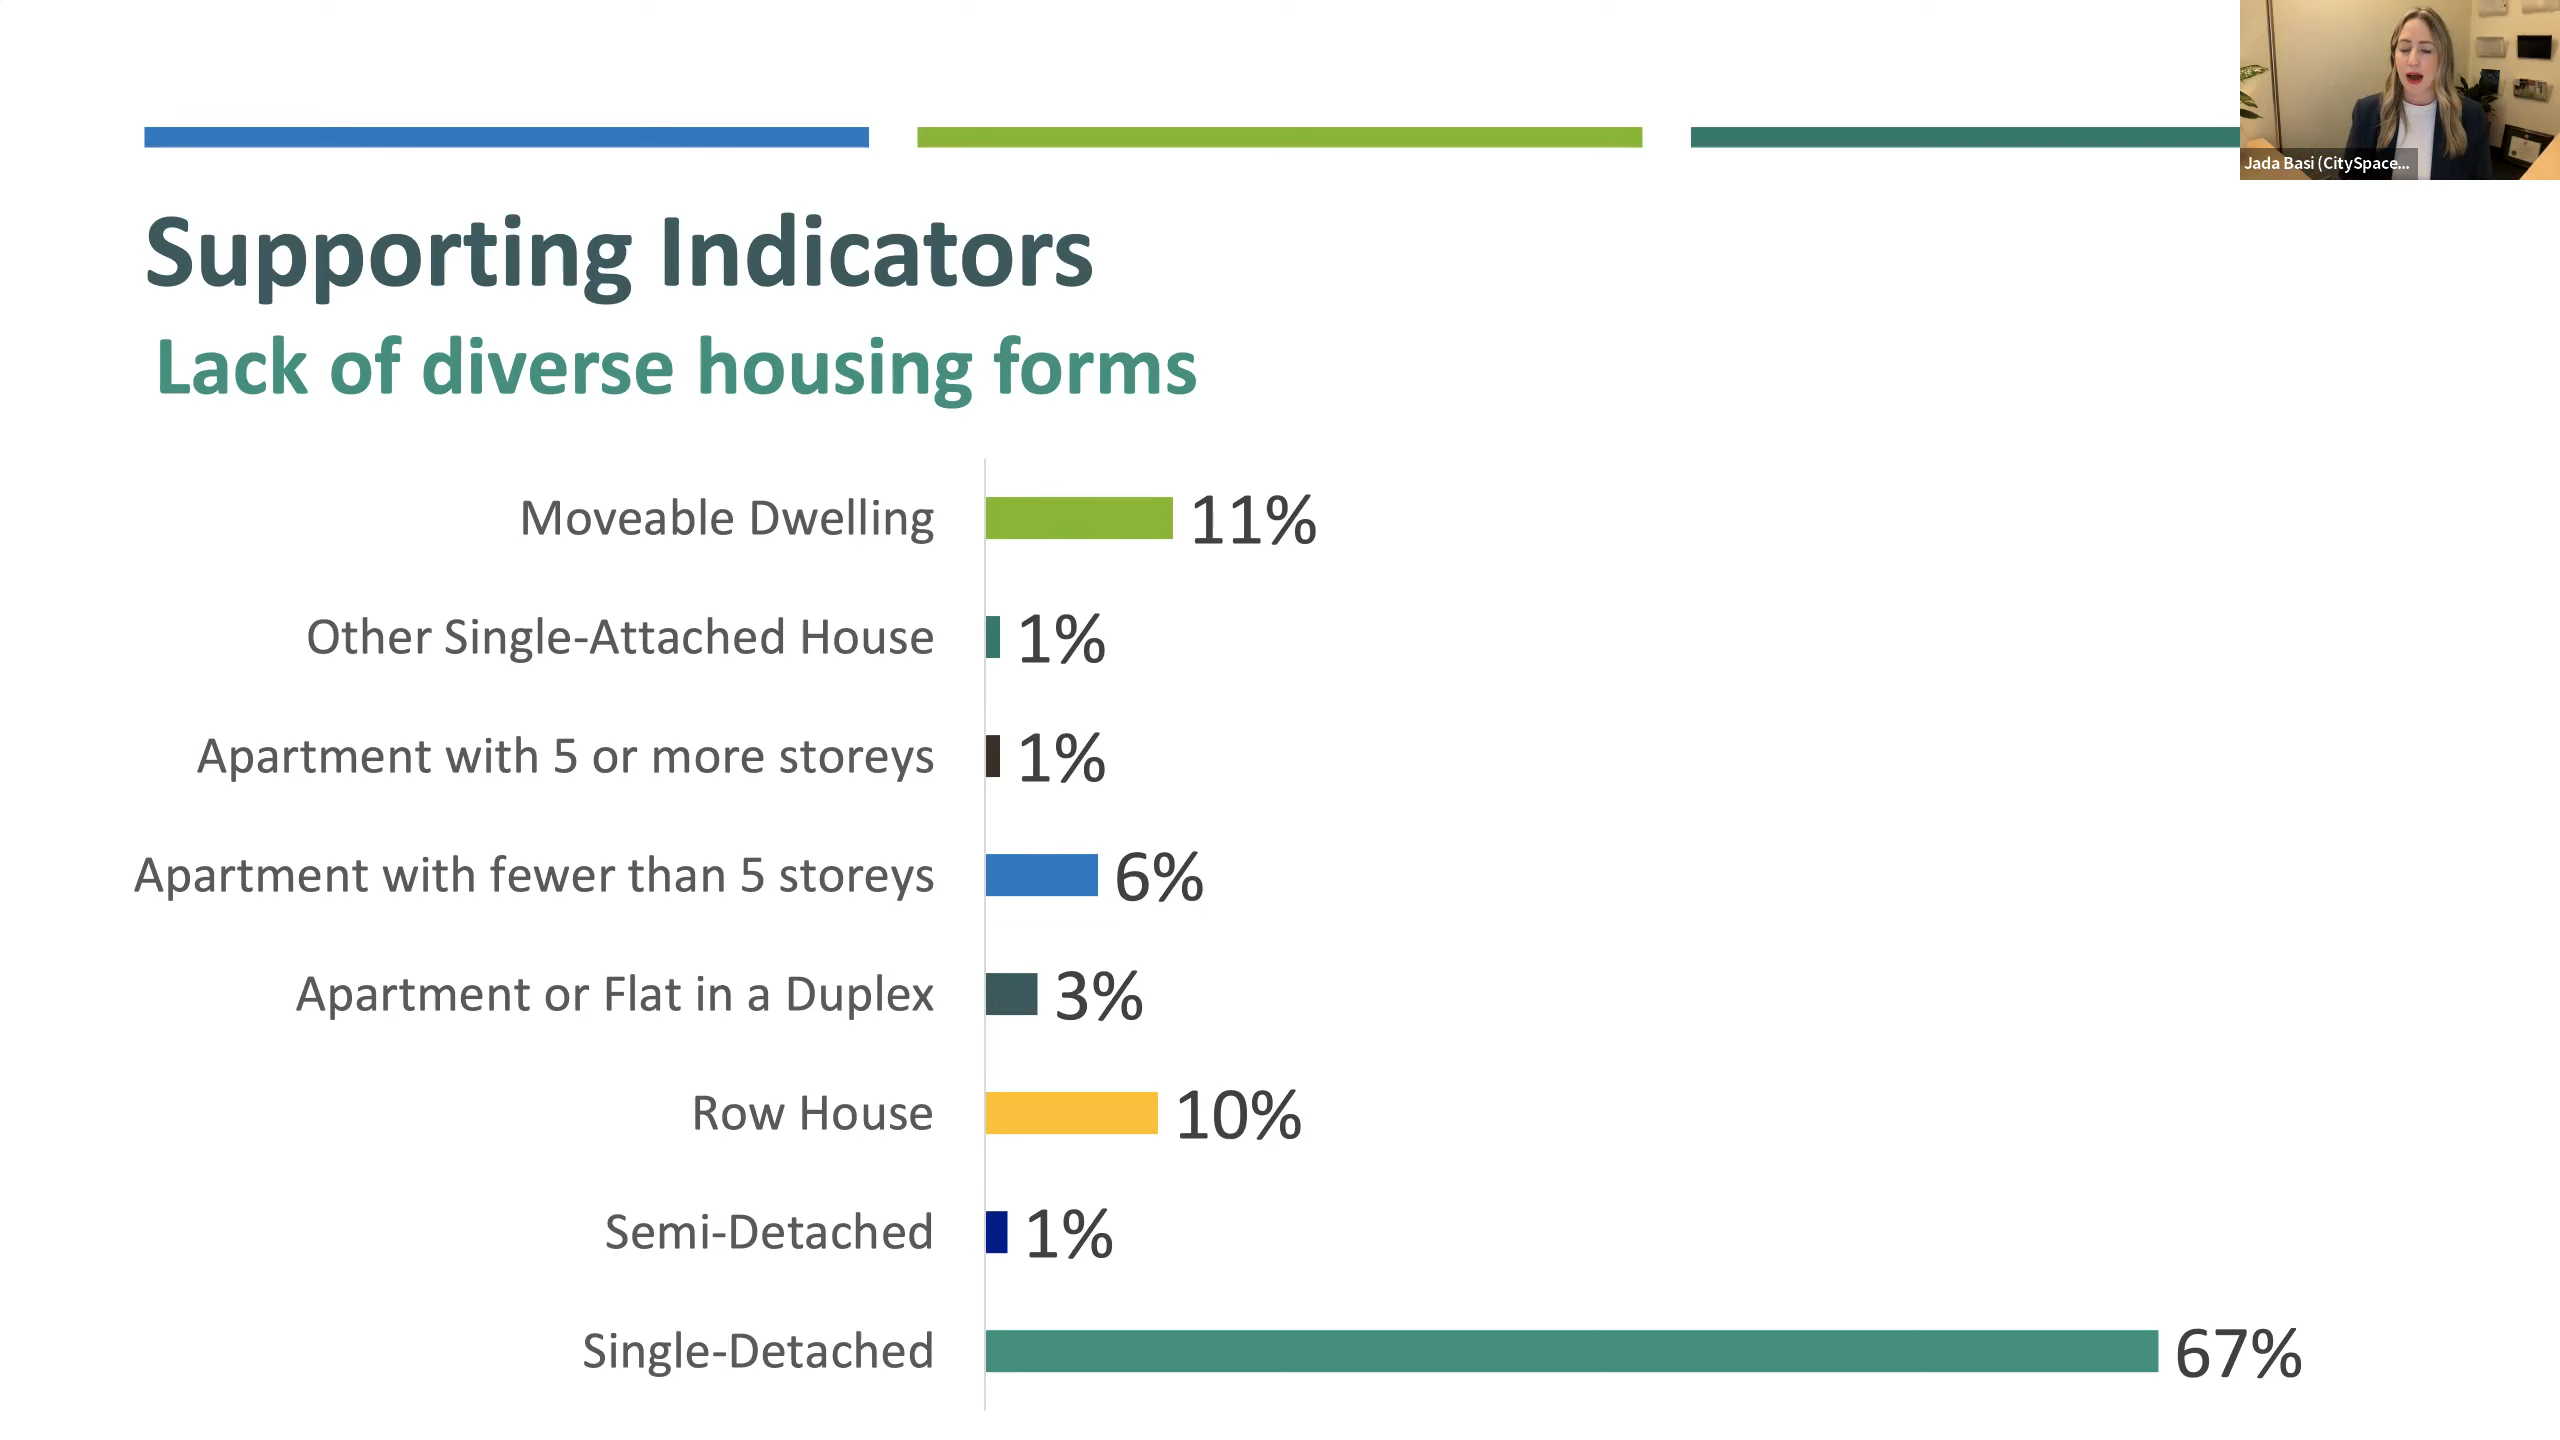 Jada Basi (CitySpace...
Supporting Indicators
Lack of diverse housing forms
Moveable Dwelling 11%
Other Single-Attached House 1%
Apartment with 5 or more storeys 1%
Apartment with fewer than 5 storeys 6%
Apartment or Flat in a Duplex 3%
Row House 10%
Semi-Detached 1%
Single-Detached 67%